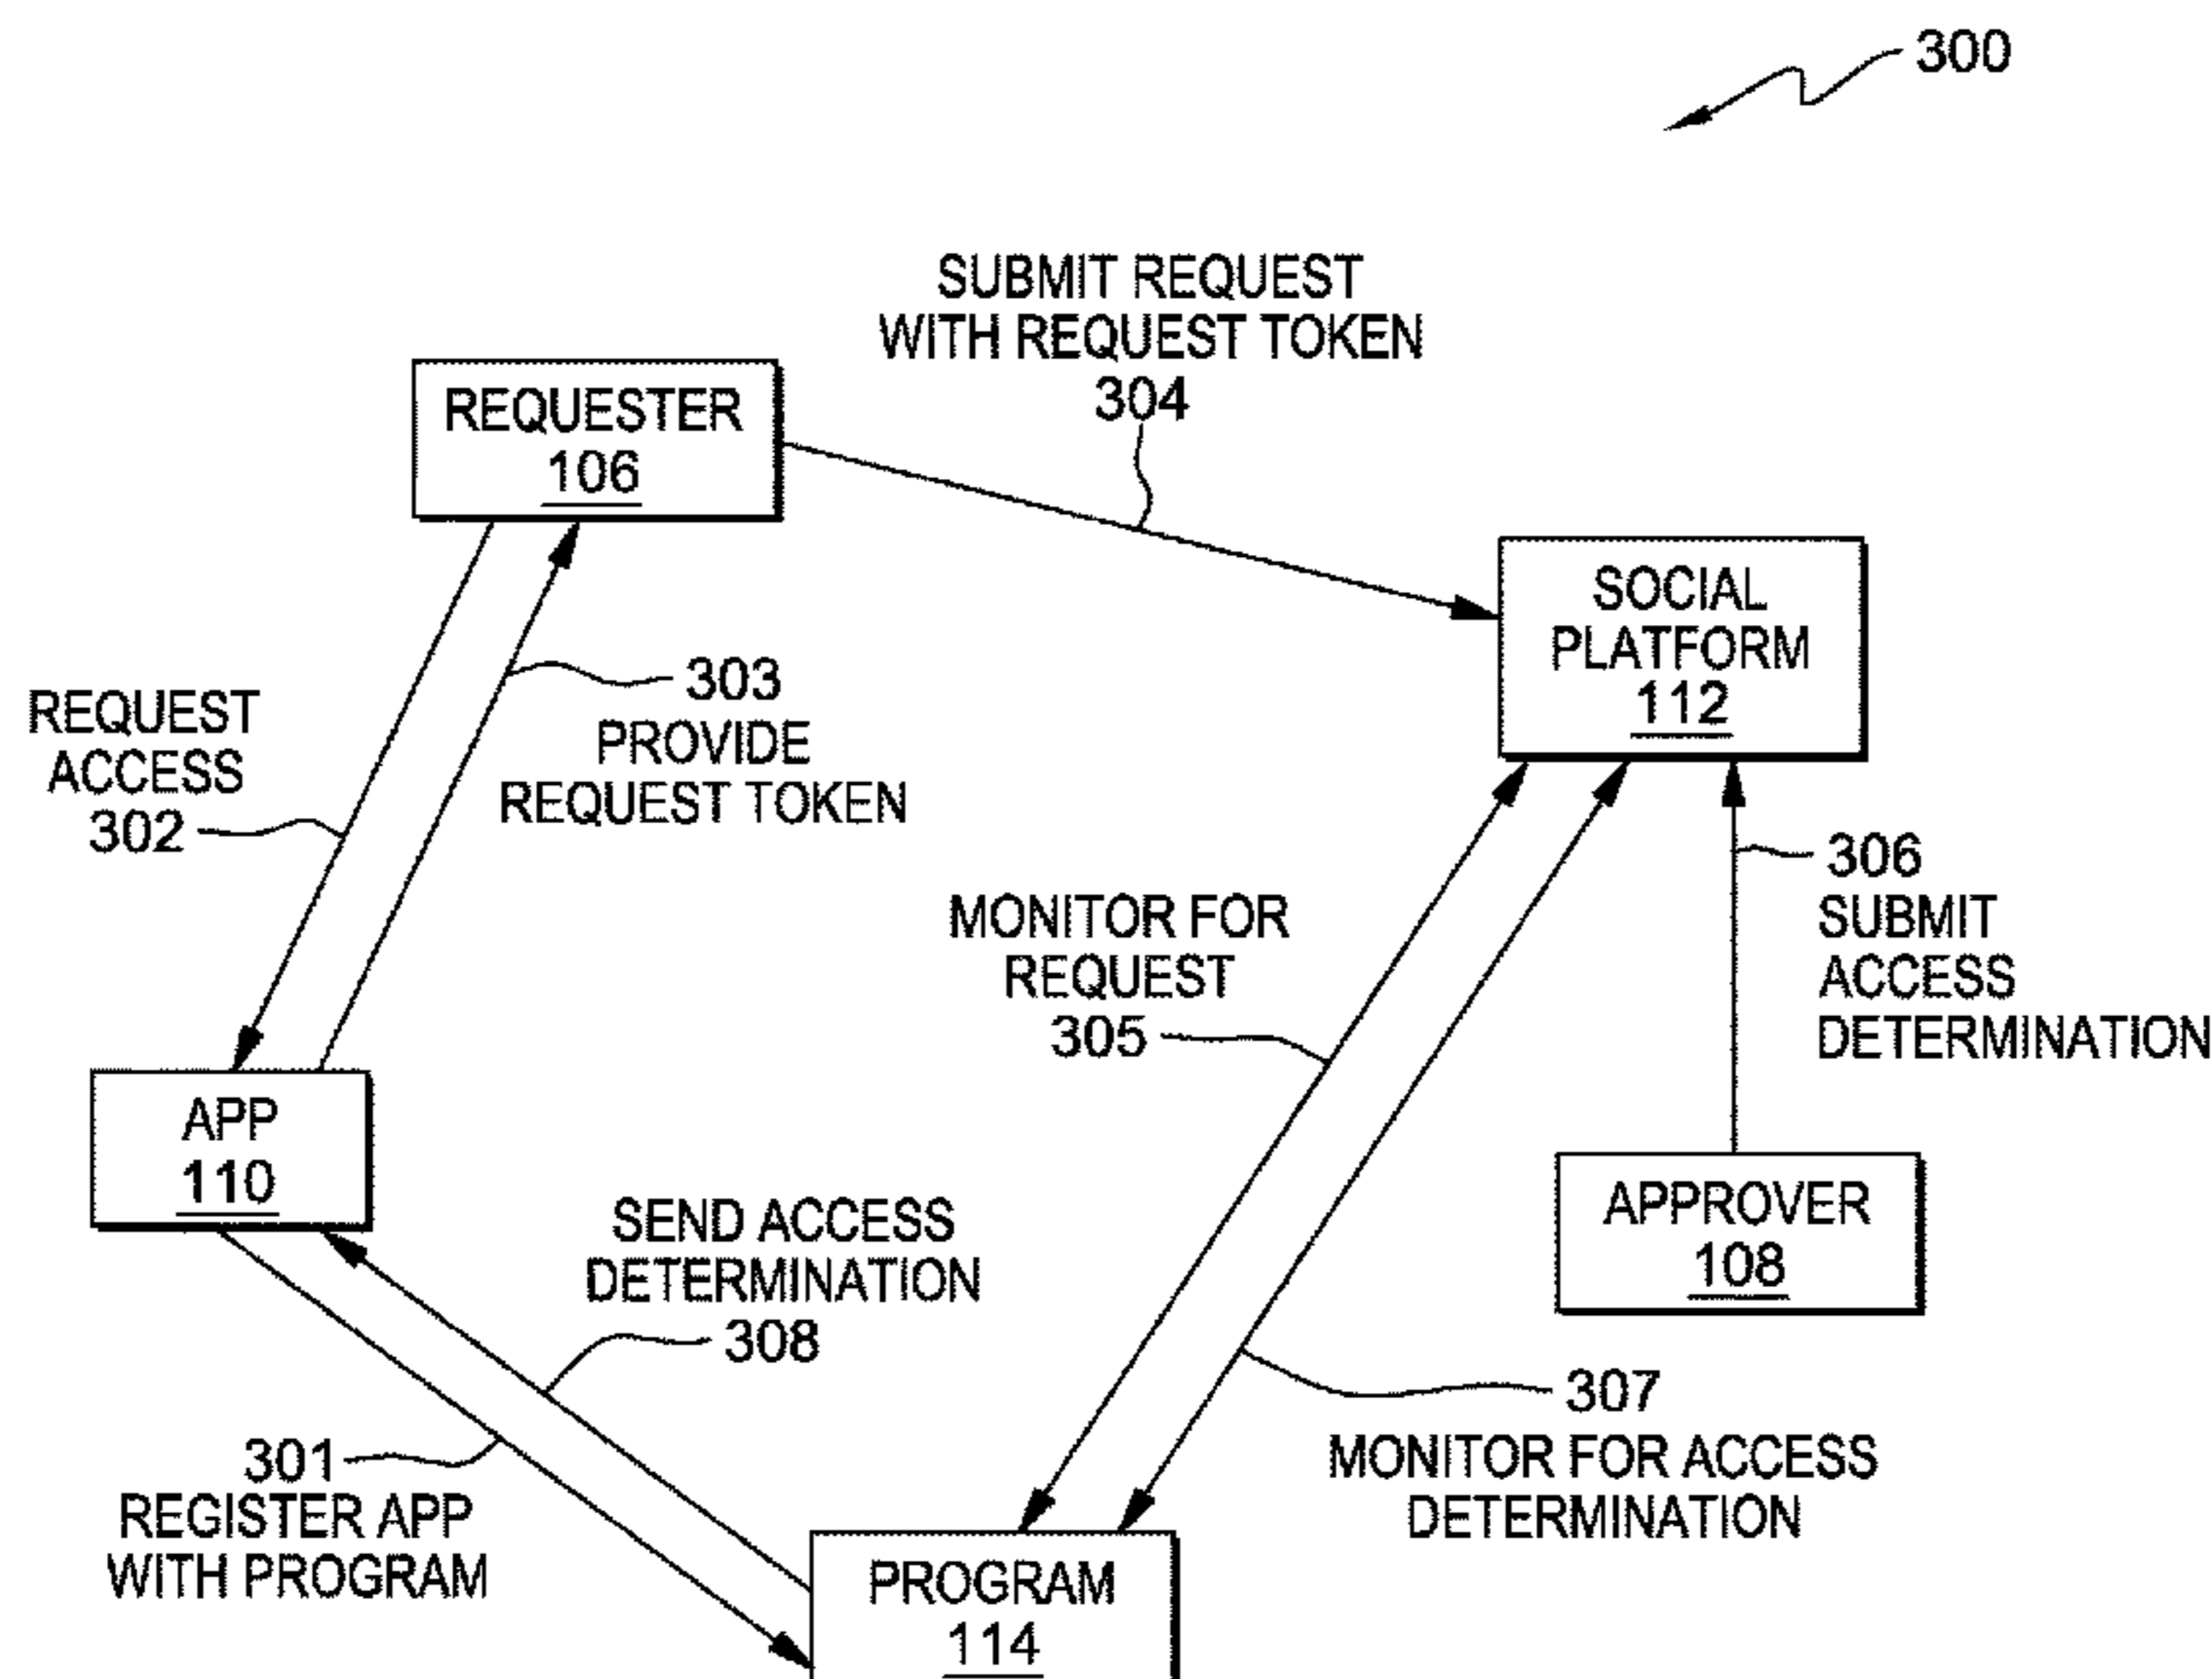 300
SUBMIT REQUEST
WITH REQUEST TOKEN
304
REQUESTER
106
SOCIAL
PLATFORM
112
303
PROVIDE
REQUEST TOKEN
REQUEST
ACCESS
302
306
SUBMIT
ACCESS
DETERMINATION
MONITOR FOR
REQUEST
305
APP
110
APPROVER
108
SEND ACCESS
DETERMINATION
308
307
MONITOR FOR ACCESS
DETERMINATION
301
REGISTER APP
WITH PROGRAM
PROGRAM
114